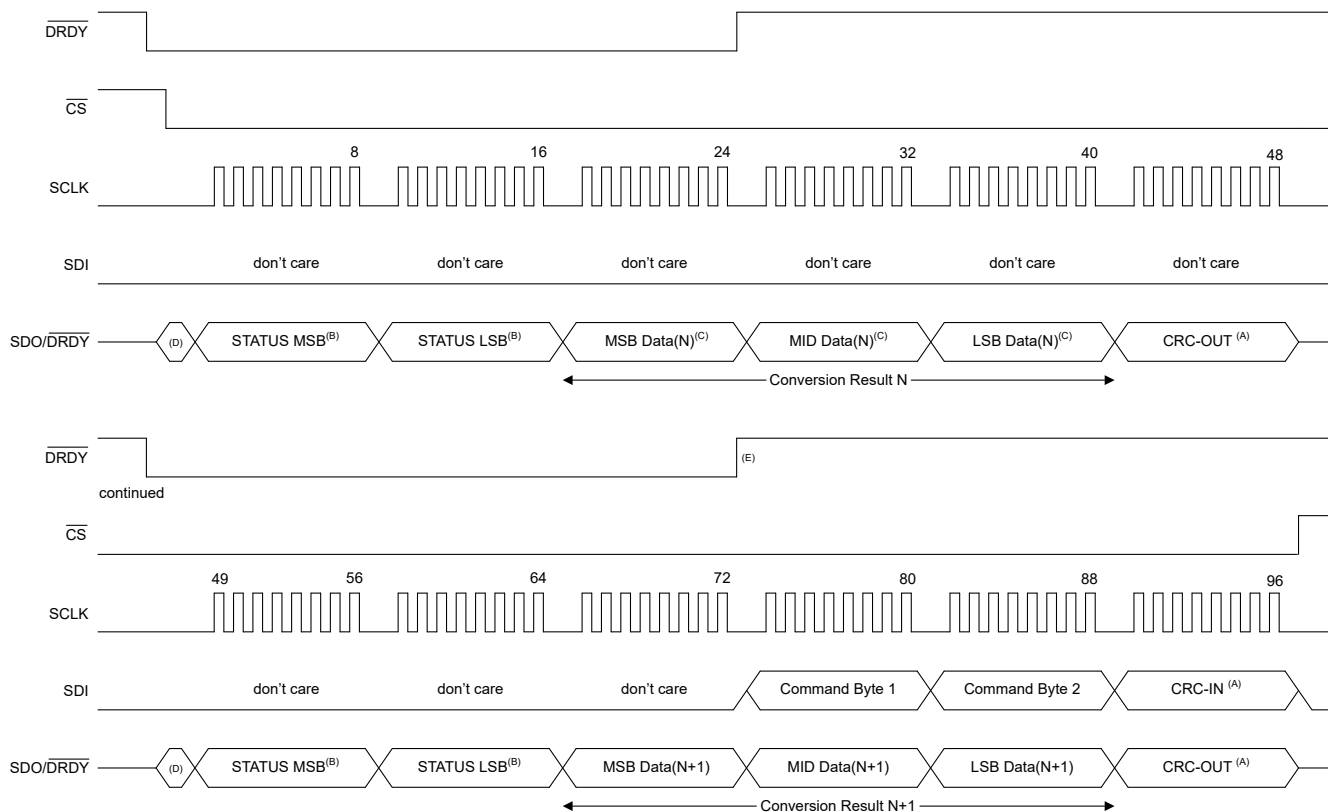 DRDY
CS
8 16 24 32 40 48
SCLK
SDI don't care don't care don't care don't care don't care don't care
SDO/DRDY (D) STATUS MSB(B) STATUS LSB(B) MSB Data(N)(C) MID Data(N)(C) LSB Data(N)(C) CRC-OUT (A)
Conversion Result N
DRDY (E)
continued
CS
49 56 64 72 80 88 96
SCLK
SDI don't care don't care don't care Command Byte 1 Command Byte 2 CRC-IN (A)
SDO/DRDY (D) STATUS MSB(B) STATUS LSB(B) MSB Data(N+1) MID Data(N+1) LSB Data(N+1) CRC-OUT (A)
Conversion Result N+1